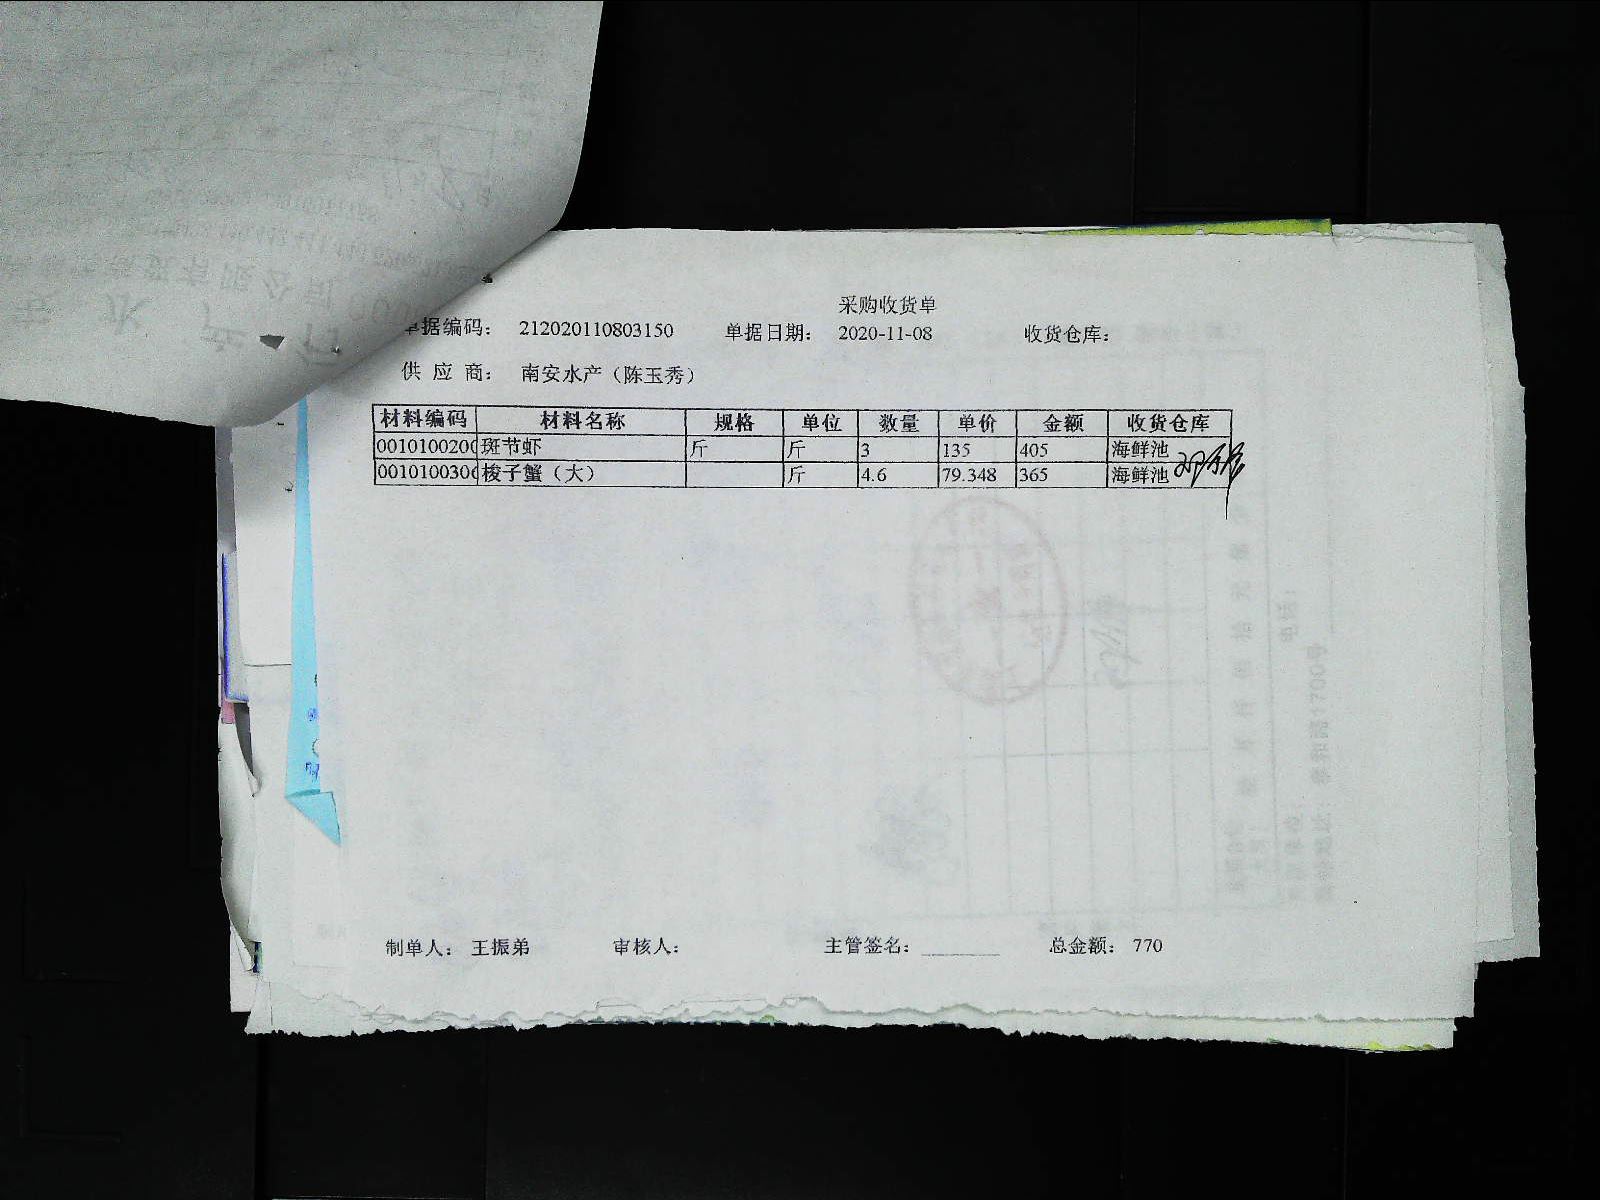 采购收货单
单据编码： 212020110803150 单据日期： 2020-11-08 收货仓库：
供 应 商： 南安水产（陈玉秀）
材料编码 材料名称 规格 单位 数量 单价 金额 收货仓库
0010100200 斑节虾 斤 斤 3 135 405 海鲜池
0010100300 梭子蟹（大） 斤 4.6 79.348 365 海鲜池
制单人： 王振弟 审核人： 主管签名： ________ 总金额： 770